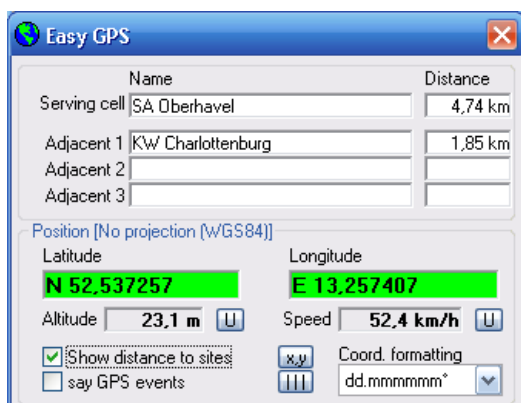 Easy GPS
Name Distance
Serving cell SA Oberhavel 4,74 km
Adjacent 1 KW Charlottenburg 1,85 km
Adjacent 2
Adjacent 3
Position [No projection (WGS84)]
Latitude Longitude
N 52,537257 E 13,257407
Altitude 23,1 m U Speed 52,4 km/h U
Show distance to sites x,y Coord. formatting
say GPS events | | | dd.mmmmmm°